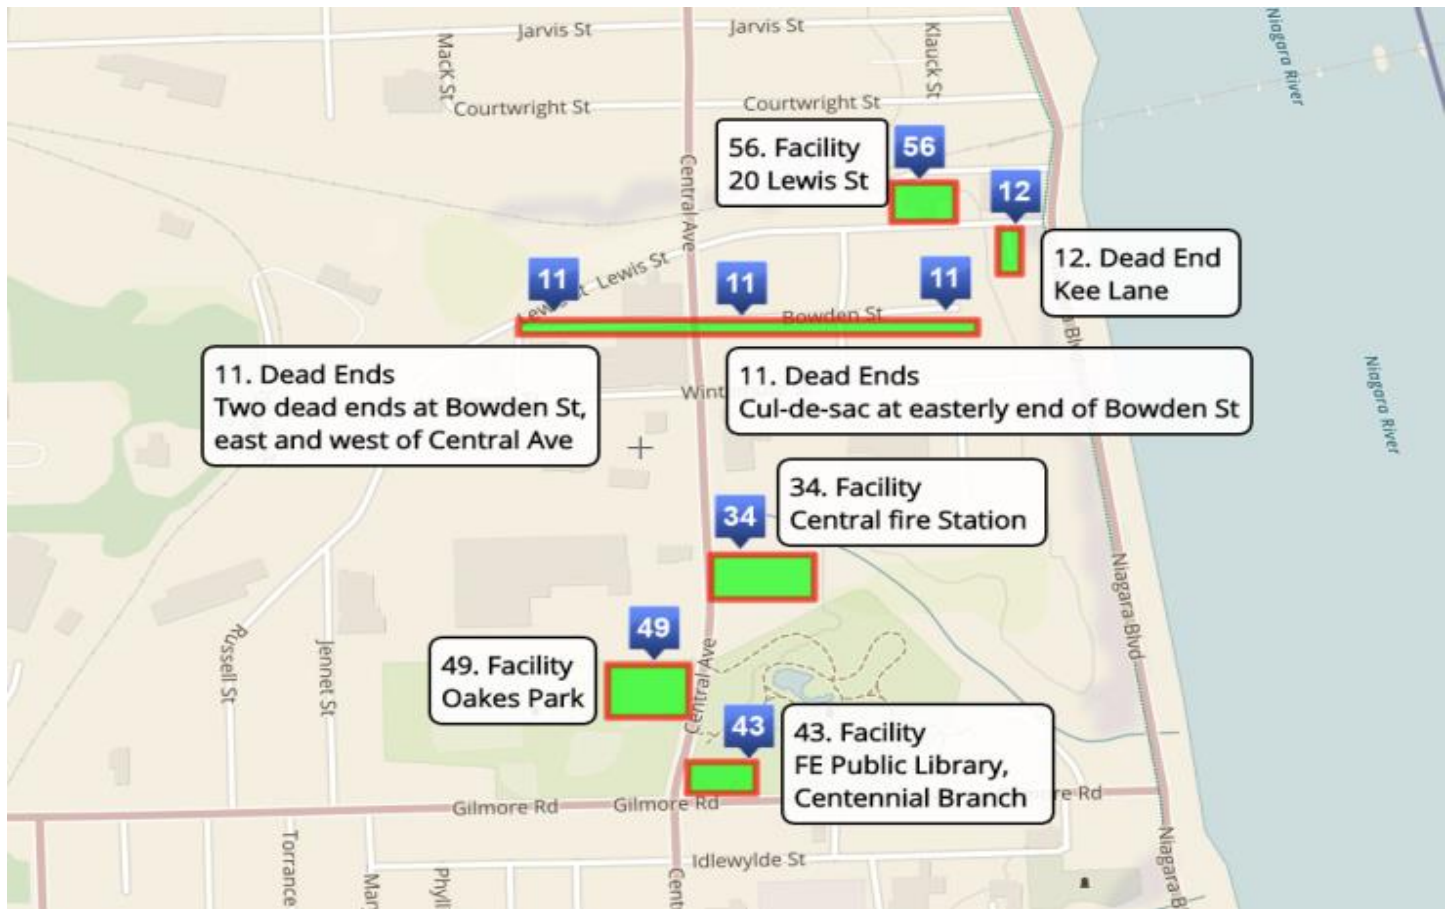 Jarvis St
Jarvis St
Klauck St
Niagara River
Mack St
Courtwright St
Courtwright St
56. Facility
20 Lewis St
56
12
Central Ave
12. Dead End
Kee Lane
11
Lewis St
11
11
Bowden St
11. Dead Ends
Two dead ends at Bowden St,
east and west of Central Ave
11. Dead Ends
Cul-de-sac at easterly end of Bowden St
Niagara River
34. Facility
Central fire Station
34
Niagara Blvd
49
49. Facility
Oakes Park
Central Ave
Russell St
Jennet St
43
43. Facility
FE Public Library,
Centennial Branch
Gilmore Rd
Gilmore Rd
Rd
Idlewylde St
Torrance
Niagara B